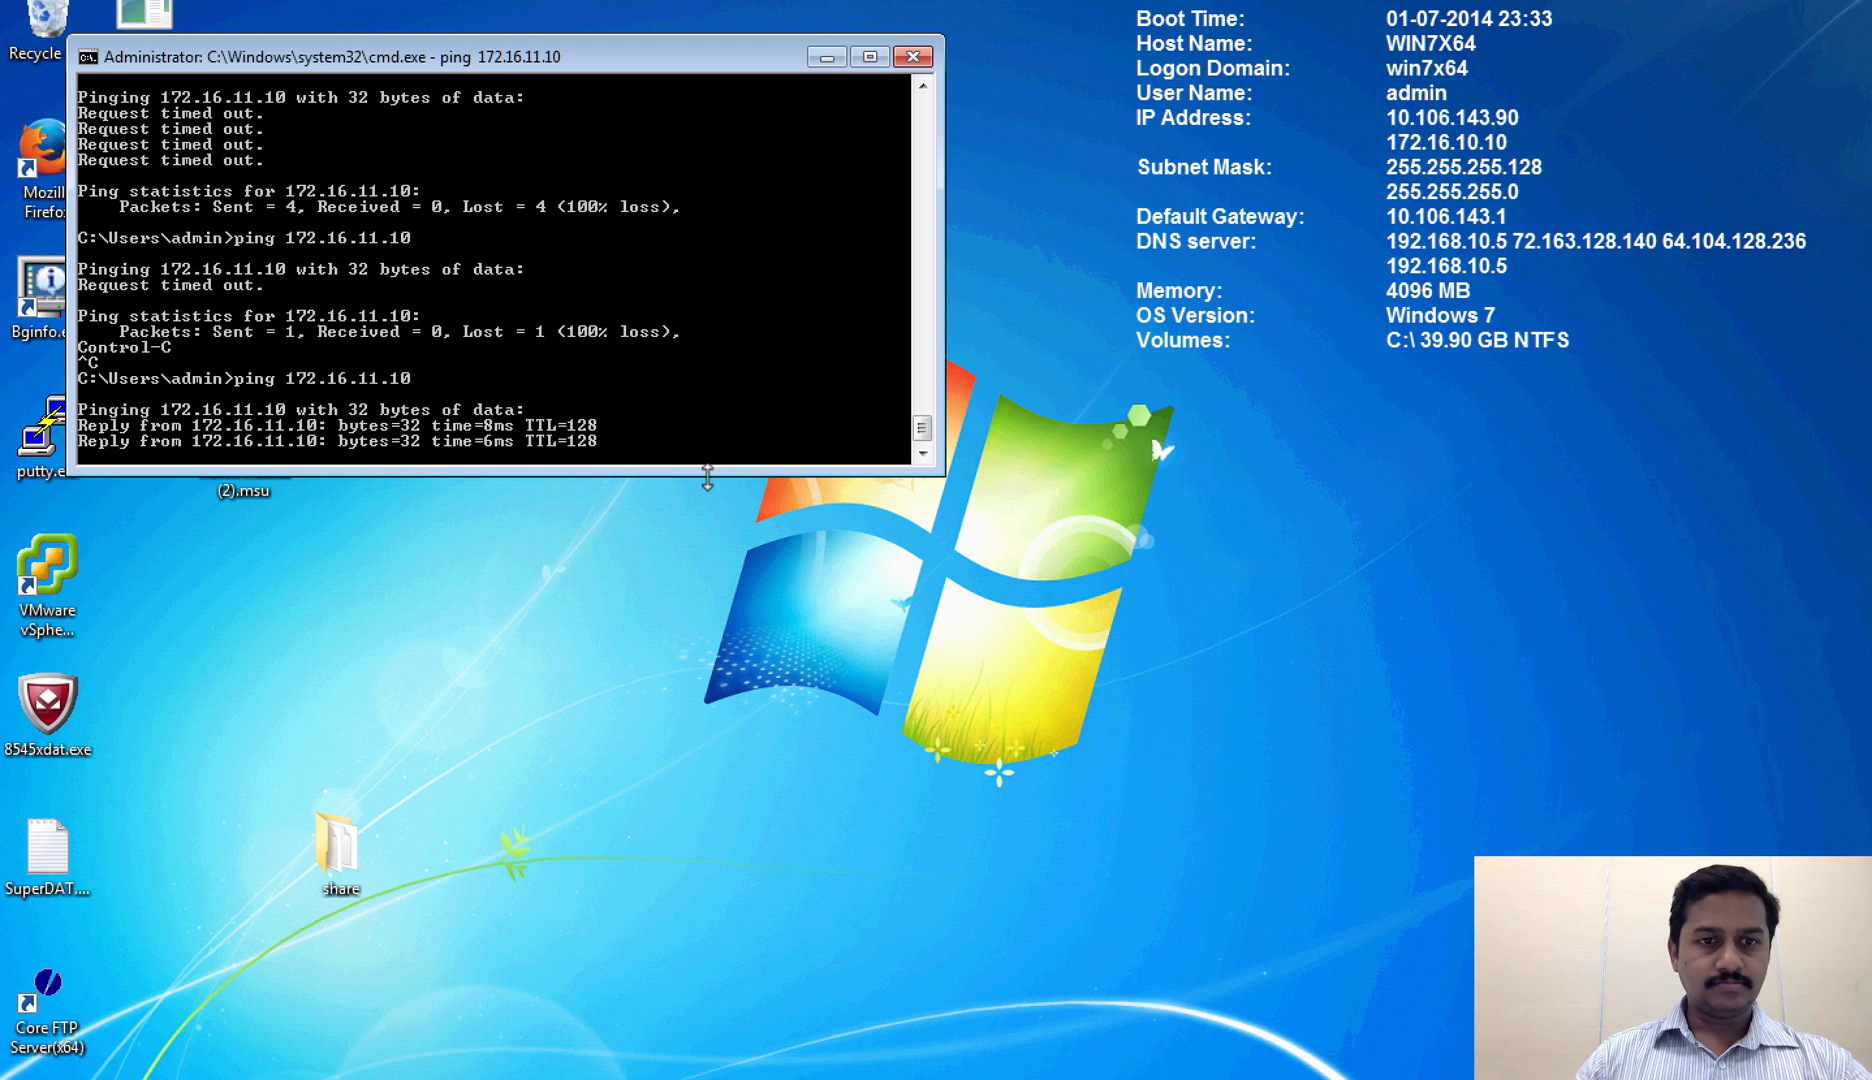 Recycle
Administrator: C:\Windows\system32\cmd.exe - ping 172.16.11.10
Pinging 172.16.11.10 with 32 bytes of data:
Request timed out.
Request timed out.
Request timed out.
Request timed out.
Ping statistics for 172.16.11.10:
Packets: Sent = 4, Received = 0, Lost = 4 (100% loss),
C:\Users\admin>ping 172.16.11.10
Pinging 172.16.11.10 with 32 bytes of data:
Request timed out.
Ping statistics for 172.16.11.10:
Packets: Sent = 1, Received = 0, Lost = 1 (100% loss),
Control-C
^C
C:\Users\admin>ping 172.16.11.10
Pinging 172.16.11.10 with 32 bytes of data:
Reply from 172.16.11.10: bytes=32 time=8ms TTL=128
Reply from 172.16.11.10: bytes=32 time=6ms TTL=128
Boot Time: 01-07-2014 23:33
Host Name: WIN7X64
Logon Domain: win7x64
User Name: admin
IP Address: 10.106.143.90
172.16.10.10
Subnet Mask: 255.255.255.128
255.255.255.0
Default Gateway: 10.106.143.1
DNS server: 192.168.10.5 72.163.128.140 64.104.128.236
192.168.10.5
Memory: 4096 MB
OS Version: Windows 7
Volumes: C:\ 39.90 GB NTFS
Mozill
Firefo
Bginfo.e
putty.e
(2).msu
VMware
vSphe...
8545xdat.exe
SuperDAT....
share
Core FTP
Server(x64)